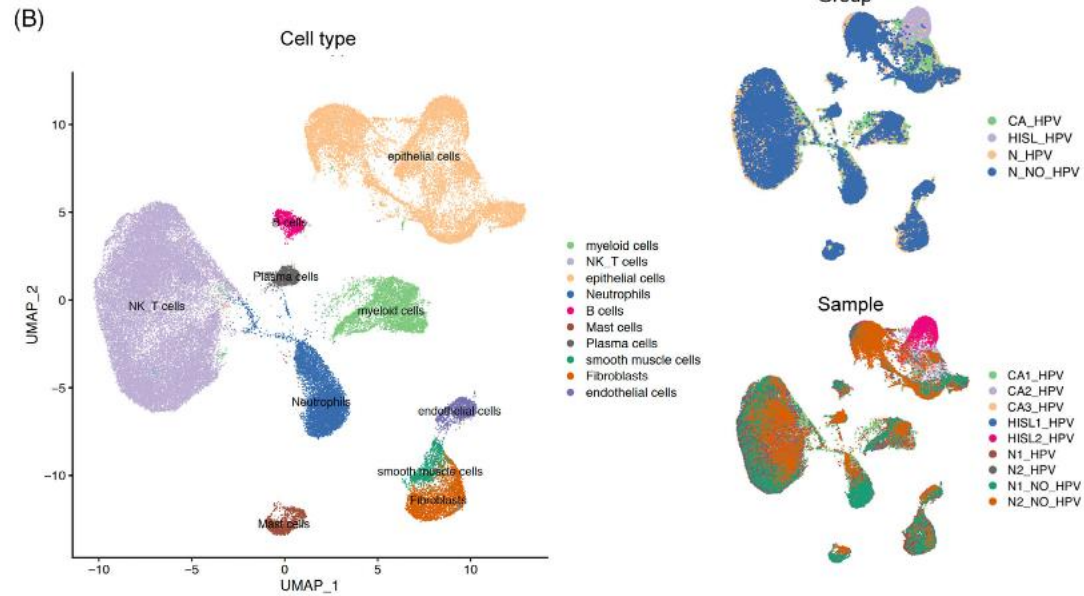 (B)
Cell type
epithelial cells
B cells
Plasma cells
NK_T cells
myeloid cells
Neutrophils
endothelial cells
smooth muscle cells
Fibroblasts
Mast cells
10
5
0
−5
−10
UMAP_2
−10
−5
0
5
10
UMAP_1
myeloid cells
NK_T cells
epithelial cells
Neutrophils
B cells
Mast cells
Plasma cells
smooth muscle cells
Fibroblasts
endothelial cells
Group
CA_HPV
HISL_HPV
N_HPV
N_NO_HPV
Sample
CA1_HPV
CA2_HPV
CA3_HPV
HISL1_HPV
HISL2_HPV
N1_HPV
N2_HPV
N1_NO_HPV
N2_NO_HPV